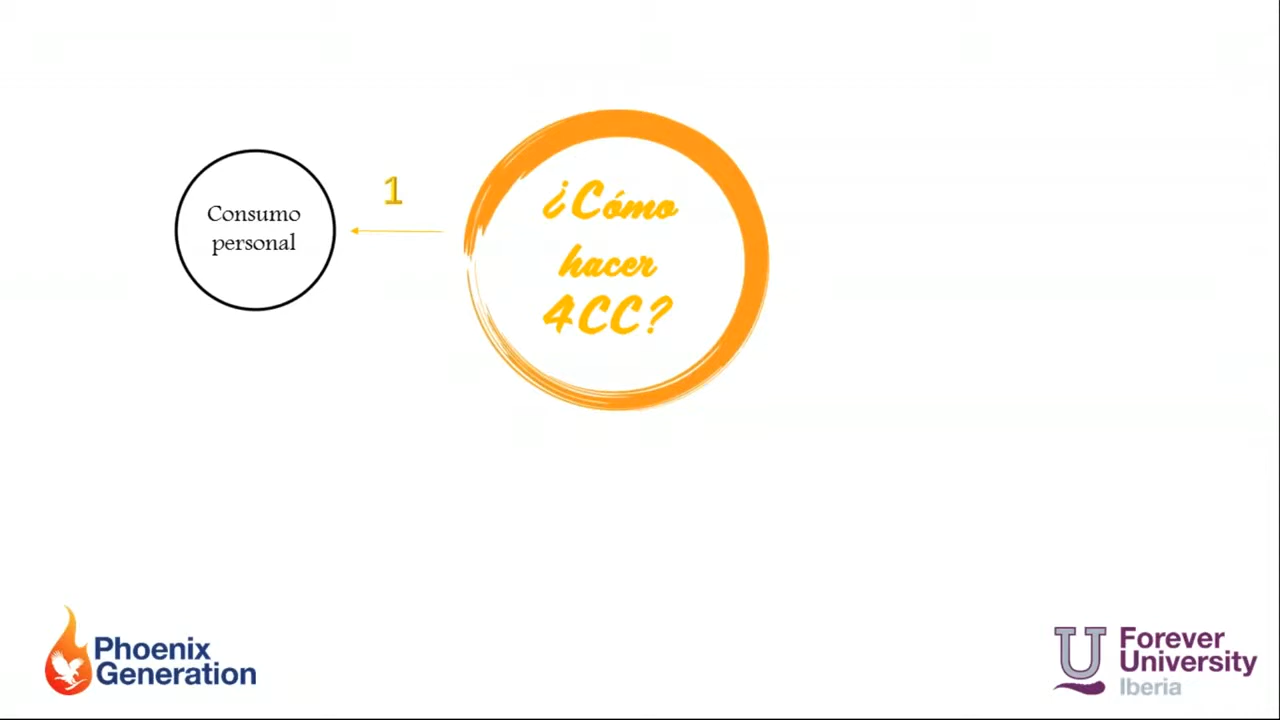 Consumo
personal
1
¿Cómo
hacer
4CC?
Phoenix
Generation
U
Forever
University
Iberia